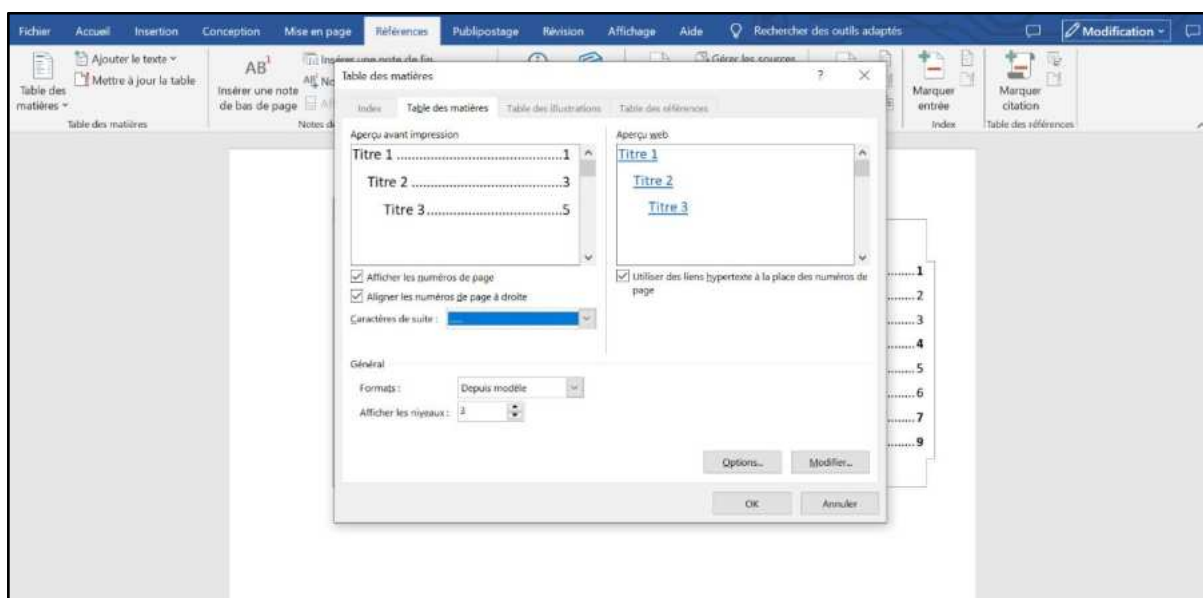 Fichier Accueil Insertion Conception Mise en page Références Publipostage Révision Affichage Aide Rechercher des outils adaptés Modification
Table des matières
Ajouter le texte
Mettre à jour la table
Table des matières
AB¹
Insérer une note de bas de page
Insérer une note de fin
Notes
Gérer les sources
Marquer entrée
Index
Marquer citation
Table des références
Table des matières ? ×
Index Table des matières Table des illustrations Table des références
Aperçu avant impression
Titre 1 ............................................1
Titre 2 ........................................3
Titre 3....................................5
Afficher les numéros de page
Aligner les numéros de page à droite
Caractères de suite : ......
Aperçu web
Titre 1
Titre 2
Titre 3
Utiliser des liens hypertexte à la place des numéros de
page
Général
Formats : Depuis modèle
Afficher les niveaux : 3
Options... Modifier...
OK Annuler
........1
........2
........3
........4
........5
........6
........7
........9